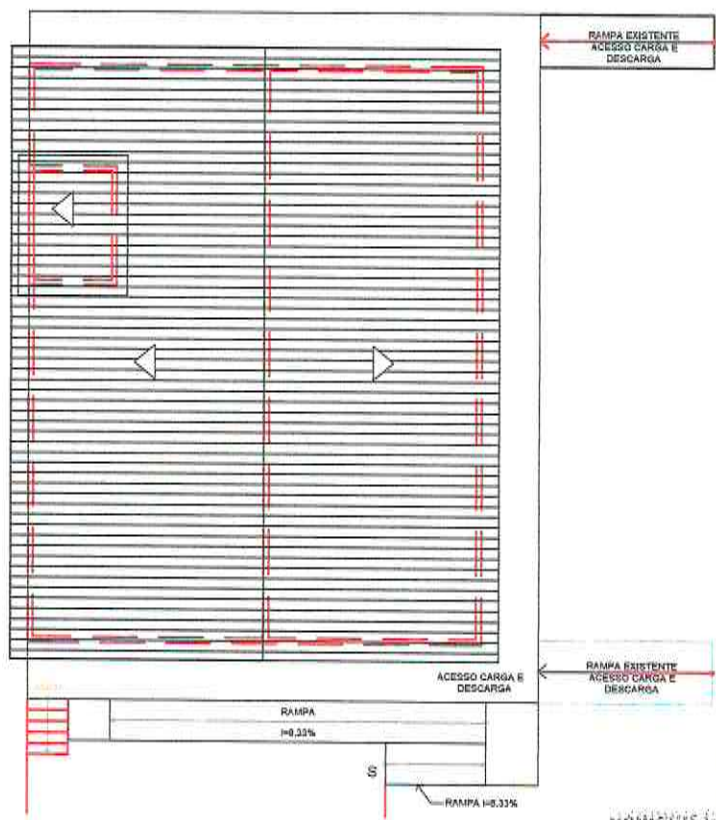 RAMPA EXISTENTE
ACESSO CARGA E
DESCARGA
RAMPA EXISTENTE
ACESSO CARGA E
DESCARGA
ACESSO CARGA E
DESCARGA
RAMPA
I=8,33%
S
RAMPA I=8.33%